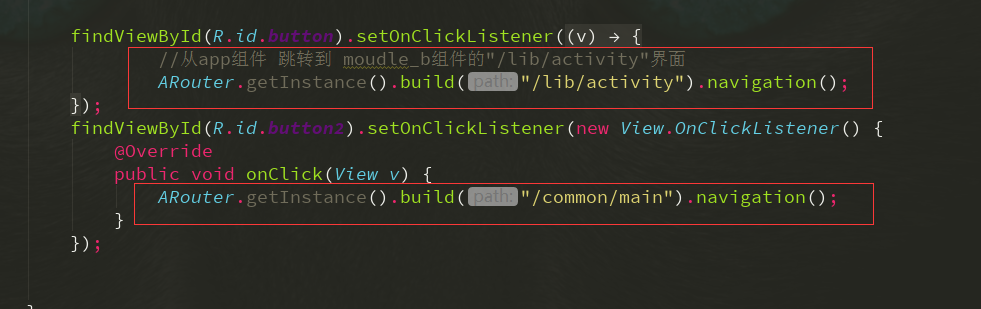 findViewById(R.id.button).setOnClickListener((v) → {
//从app组件 跳转到 moudle_b组件的"/lib/activity"界面
ARouter.getInstance().build(path:"/lib/activity").navigation();
});
findViewById(R.id.button2).setOnClickListener(new View.OnClickListener() {
@Override
public void onClick(View v) {
ARouter.getInstance().build(path:"/common/main").navigation();
}
});